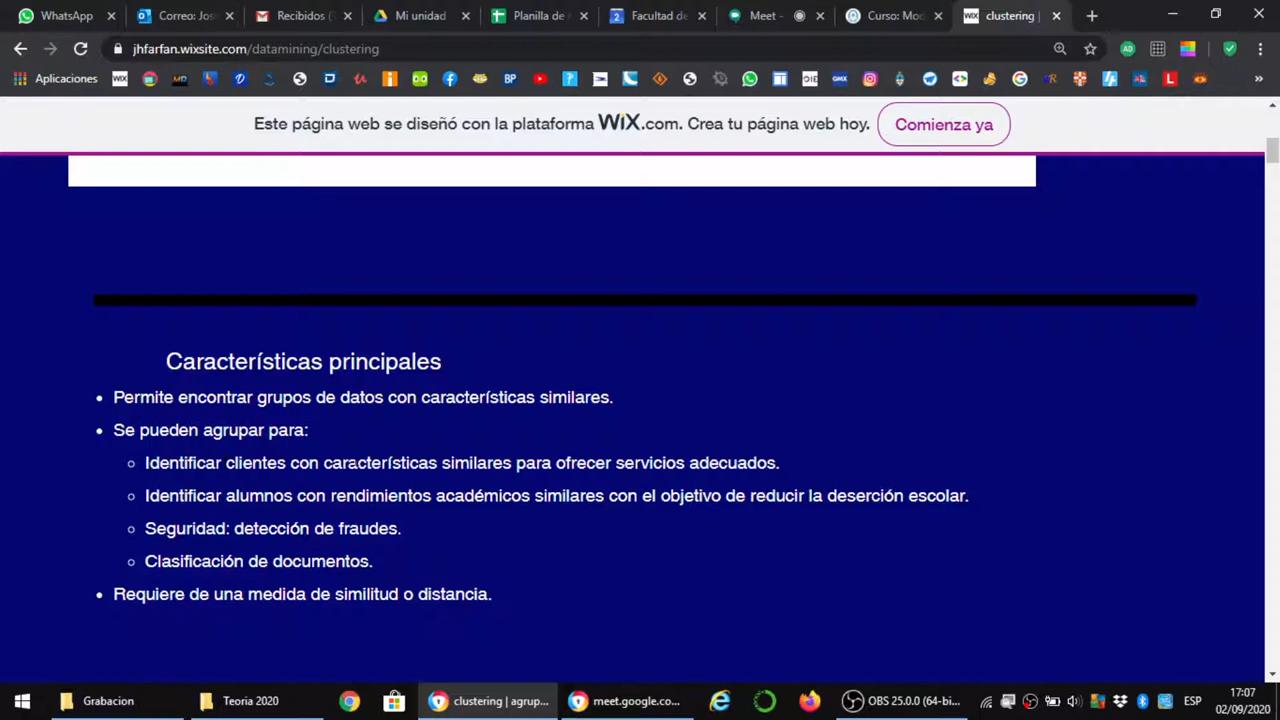 WhatsApp
Correo: Jos
Recibidos (
Mi unidad
Planilla de
Facultad de
Meet -
Curso: Mod
WIX clustering |
jhfarfan.wixsite.com/datamining/clustering
Aplicaciones
Este página web se diseñó con la plataforma WiX.com. Crea tu página web hoy.
Comienza ya
Características principales
Permite encontrar grupos de datos con características similares.
Se pueden agrupar para:
Identificar clientes con características similares para ofrecer servicios adecuados.
Identificar alumnos con rendimientos académicos similares con el objetivo de reducir la deserción escolar.
Seguridad: detección de fraudes.
Clasificación de documentos.
Requiere de una medida de similitud o distancia.
Grabacion
Teoria 2020
clustering | agrup...
meet.google.co...
OBS 25.0.0 (64-bi...
ESP
17:07
02/09/2020